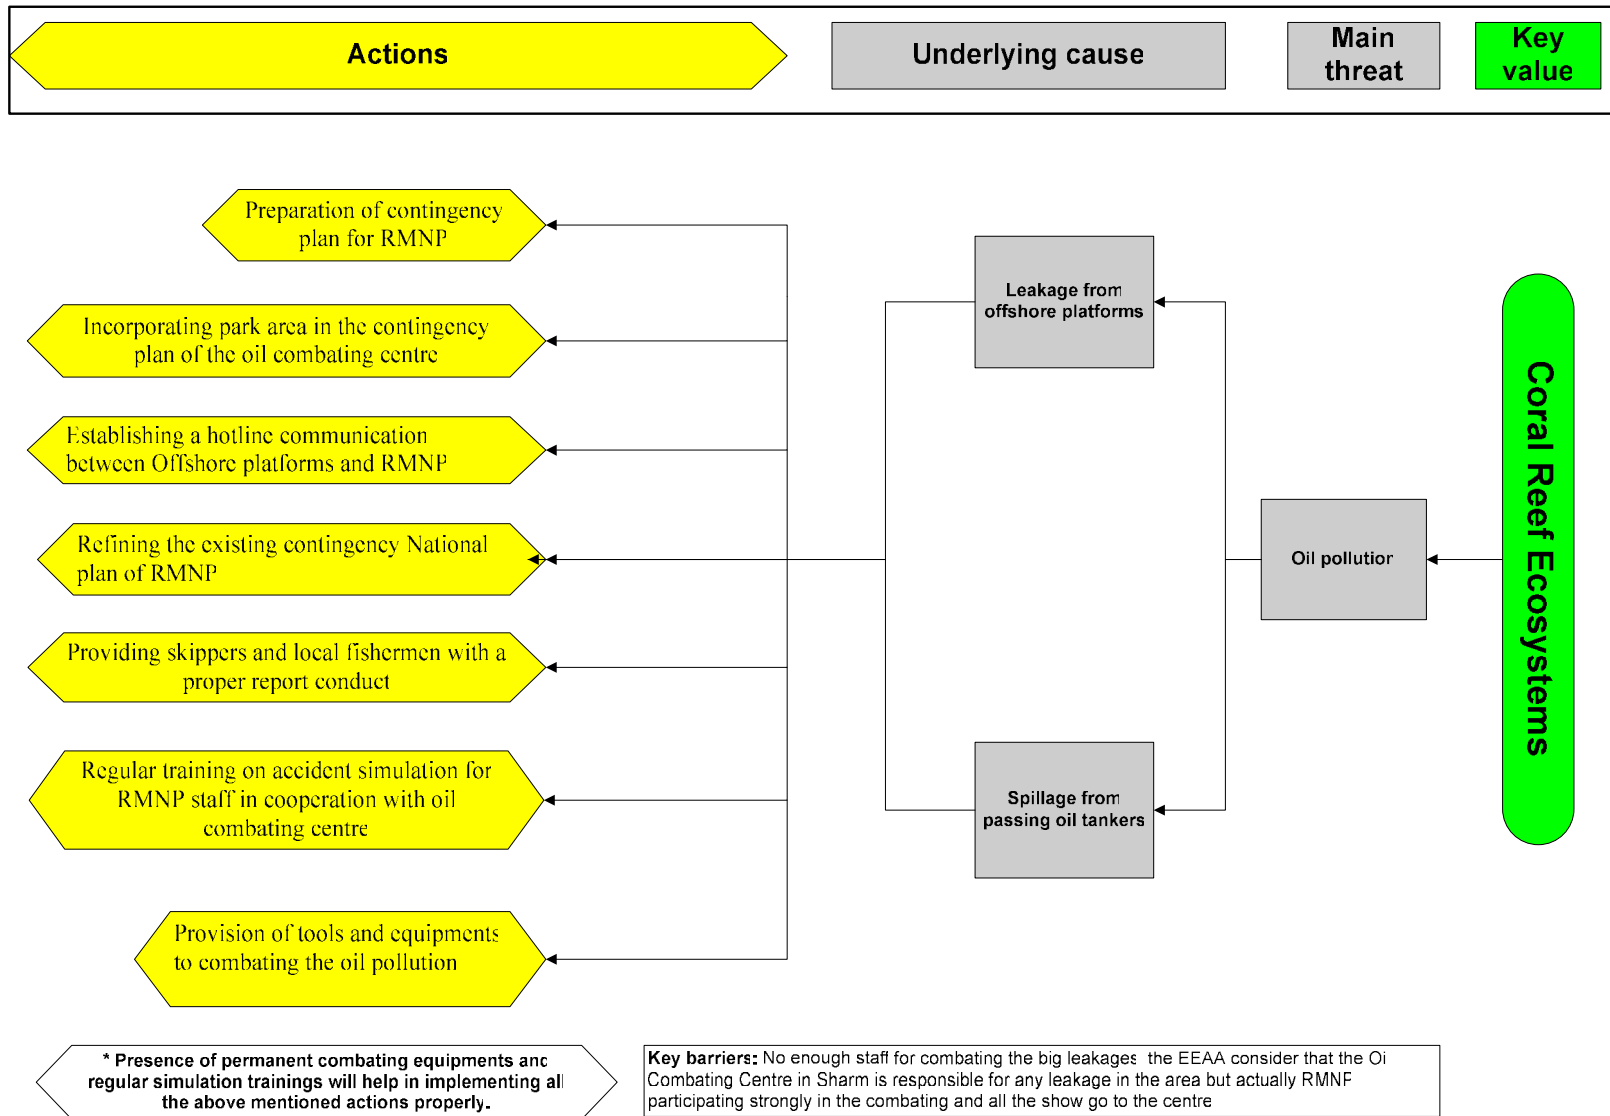 Actions
Underlying cause
Main
threat
Key
value
Preparation of contingency
plan for RMNP
Incorporating park area in the contingency
plan of the oil combating centre
Establishing a hotline communication
between Offshore platforms and RMNP
Refining the existing contingency National
plan of RMNP
Providing skippers and local fishermen with a
proper report conduct
Regular training on accident simulation for
RMNP staff in cooperation with oil
combating centre
Provision of tools and equipments
to combating the oil pollution
Leakage from
offshore platforms
Spillage from
passing oil tankers
Oil pollution
Coral Reef Ecosystems
* Presence of permanent combating equipments and
regular simulation trainings will help in implementing all
the above mentioned actions properly.
Key barriers: No enough staff for combating the big leakages the EEAA consider that the Oi
Combating Centre in Sharm is responsible for any leakage in the area but actually RMNP
participating strongly in the combating and all the show go to the centre